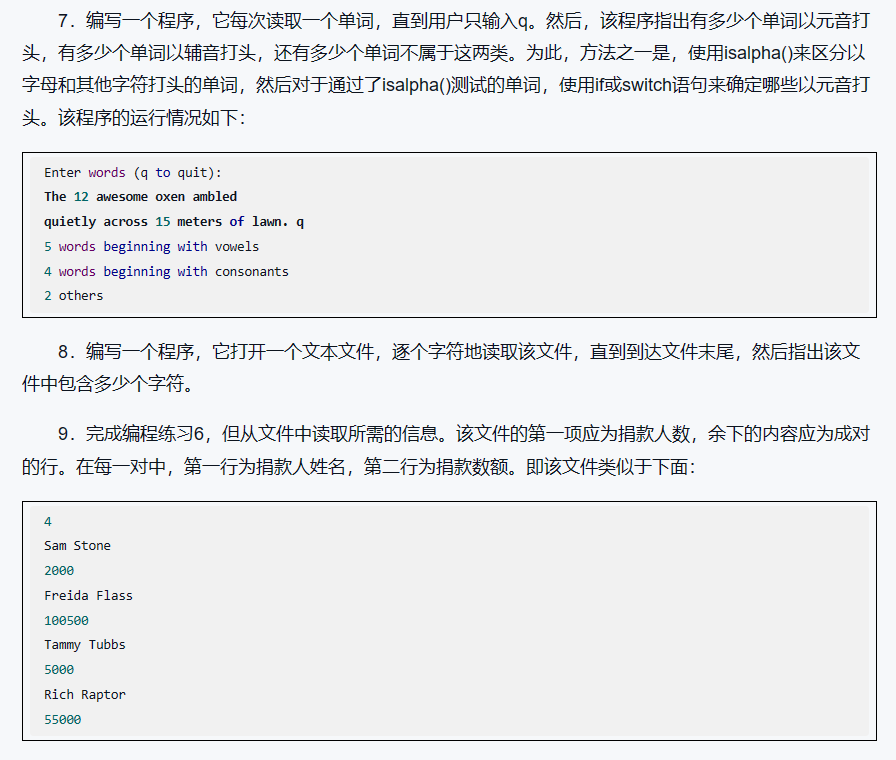 7．编写一个程序，它每次读取一个单词，直到用户只输入q。然后，该程序指出有多少个单词以元音打
头，有多少个单词以辅音打头，还有多少个单词不属于这两类。为此，方法之一是，使用isalpha()来区分以
字母和其他字符打头的单词，然后对于通过了isalpha()测试的单词，使用if或switch语句来确定哪些以元音打
头。该程序的运行情况如下：
Enter words (q to quit):
The 12 awesome oxen ambled
quietly across 15 meters of lawn. q
5 words beginning with vowels
4 words beginning with consonants
2 others
8．编写一个程序，它打开一个文本文件，逐个字符地读取该文件，直到到达文件末尾，然后指出该文
件中包含多少个字符。
9．完成编程练习6，但从文件中读取所需的信息。该文件的第一项应为捐款人数，余下的内容应为成对
的行。在每一对中，第一行为捐款人姓名，第二行为捐款数额。即该文件类似于下面：
4
Sam Stone
2000
Freida Flass
100500
Tammy Tubbs
5000
Rich Raptor
55000